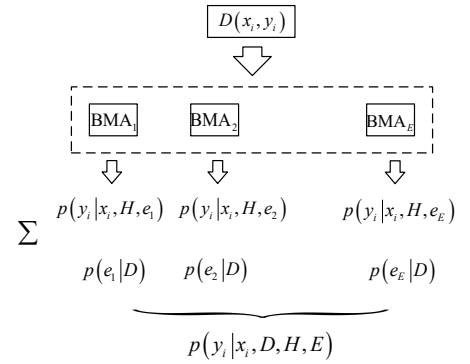 D(x_i, y_i)
BMA_1 BMA_2 BMA_E
p(y_i|x_i,H,e_1) p(y_i|x_i,H,e_2) p(y_i|x_i,H,e_E)
∑
p(e_1|D) p(e_2|D) p(e_E|D)
p(y_i|x_i,D,H,E)